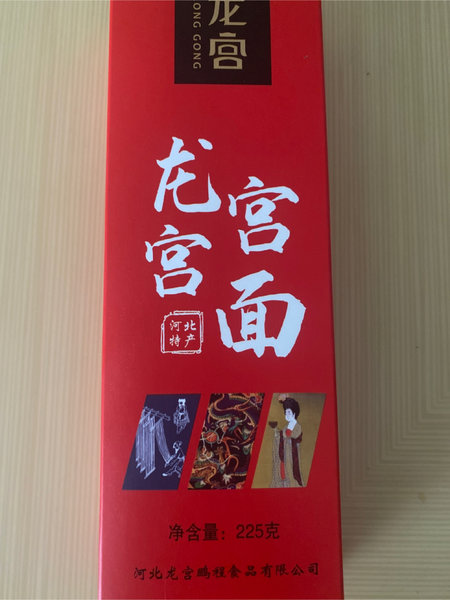 龙宫
ONG GONG
龙宫
宫面
河北
特产
净含量：225克
河北龙宫鹏程食品有限公司